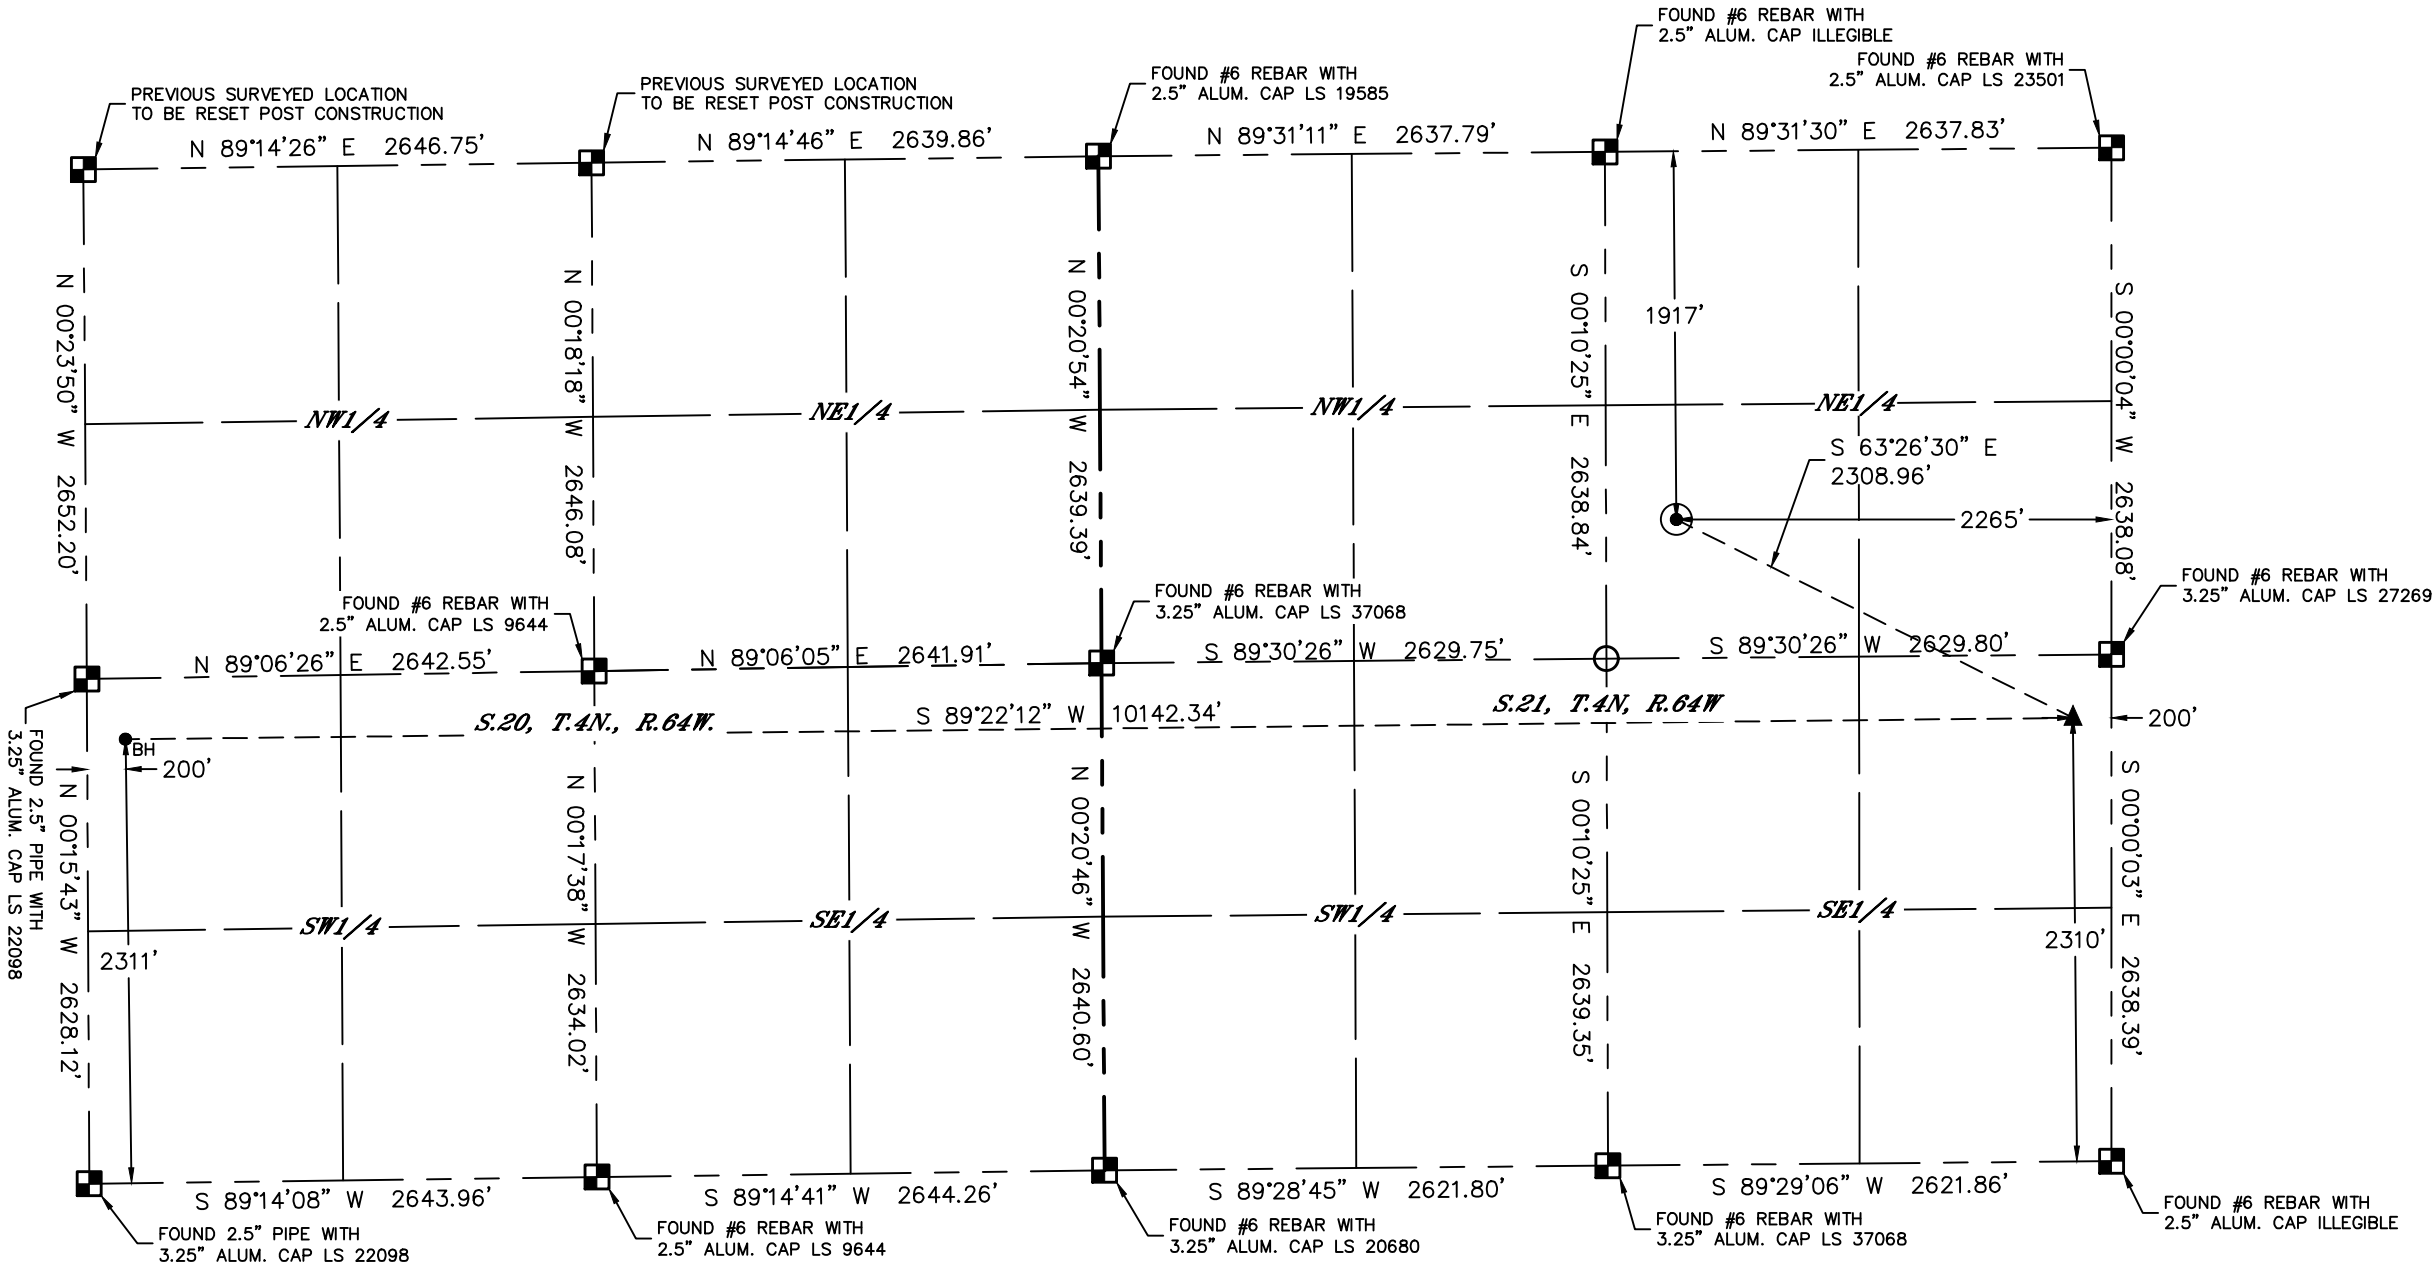 FOUND #6 REBAR WITH
2.5" ALUM. CAP ILLEGIBLE
FOUND #6 REBAR WITH
2.5" ALUM. CAP LS 23501
FOUND #6 REBAR WITH
2.5" ALUM. CAP LS 19585
PREVIOUS SURVEYED LOCATION
TO BE RESET POST CONSTRUCTION
PREVIOUS SURVEYED LOCATION
TO BE RESET POST CONSTRUCTION
N 89°14'26" E 2646.75'
N 89°14'46" E 2639.86'
N 89°31'11" E 2637.79'
N 89°31'30" E 2637.83'
N 00°23'50" W 2652.20'
N 00°18'18" W 2646.08'
N 00°20'54" W 2639.39'
S 00°10'25" E 2638.84'
S 00°00'04" W 2638.08'
1917'
NW1/4
NE1/4
NW1/4
NE1/4
S 63°26'30" E
2308.96'
2265'
FOUND #6 REBAR WITH
2.5" ALUM. CAP LS 9644
FOUND #6 REBAR WITH
3.25" ALUM. CAP LS 37068
FOUND #6 REBAR WITH
3.25" ALUM. CAP LS 27269
N 89°06'26" E 2642.55'
N 89°06'05" E 2641.91'
S 89°30'26" W 2629.75'
S 89°30'26" W 2629.80'
S.20, T.4N., R.64W.
S 89°22'12" W 10142.34'
S.21, T.4N, R.64W
200'
BH
200'
FOUND 2.5" PIPE WITH
3.25" ALUM. CAP LS 22098
N 00°15'43" W 2628.12'
N 00°17'38" W 2634.02'
N 00°20'46" W 2640.60'
S 00°10'25" E 2639.35'
S 00°00'03" E 2638.39'
SW1/4
SE1/4
SW1/4
SE1/4
2311'
2310'
S 89°14'08" W 2643.96'
S 89°14'41" W 2644.26'
S 89°28'45" W 2621.80'
S 89°29'06" W 2621.86'
FOUND 2.5" PIPE WITH
3.25" ALUM. CAP LS 22098
FOUND #6 REBAR WITH
2.5" ALUM. CAP LS 9644
FOUND #6 REBAR WITH
3.25" ALUM. CAP LS 20680
FOUND #6 REBAR WITH
3.25" ALUM. CAP LS 37068
FOUND #6 REBAR WITH
2.5" ALUM. CAP ILLEGIBLE